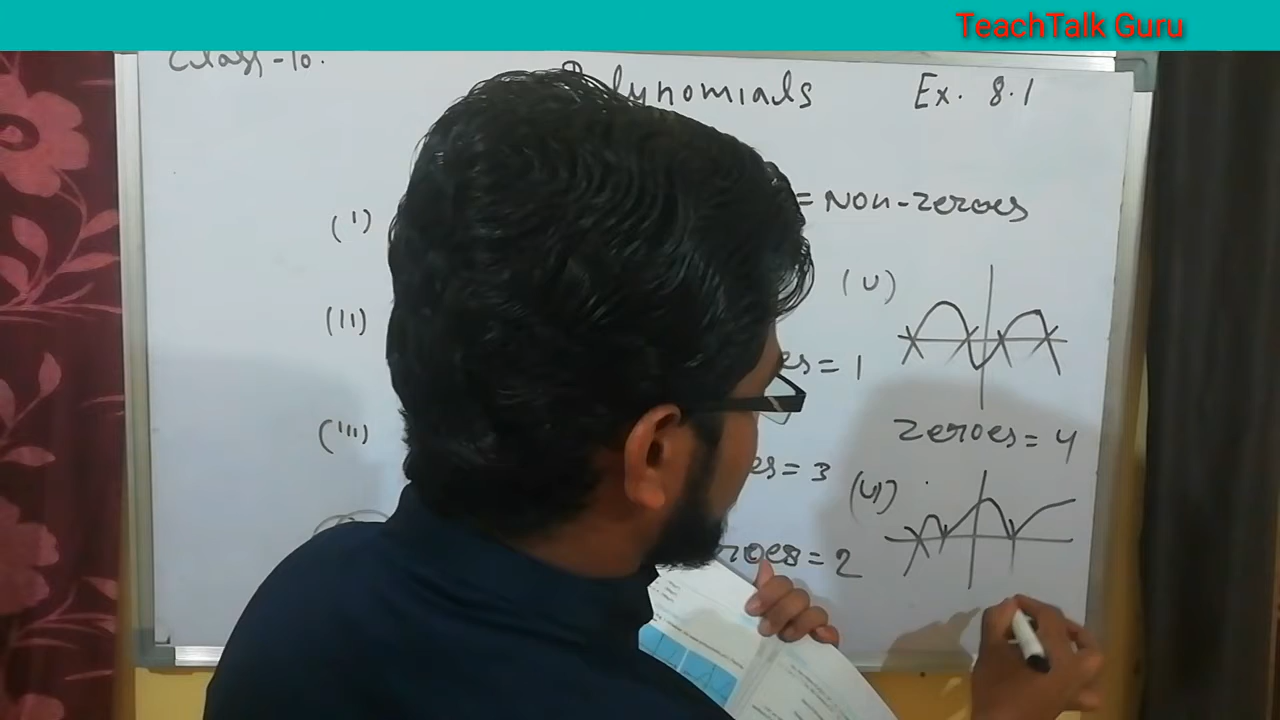 TeachTalk Guru
Class-10.
Polynomials
Ex. 8.1
(i) = Non-zeroes
(ii)
(v)
es = 1
(iii)
zeroes = 4
es = 3
(vi)
roes = 2